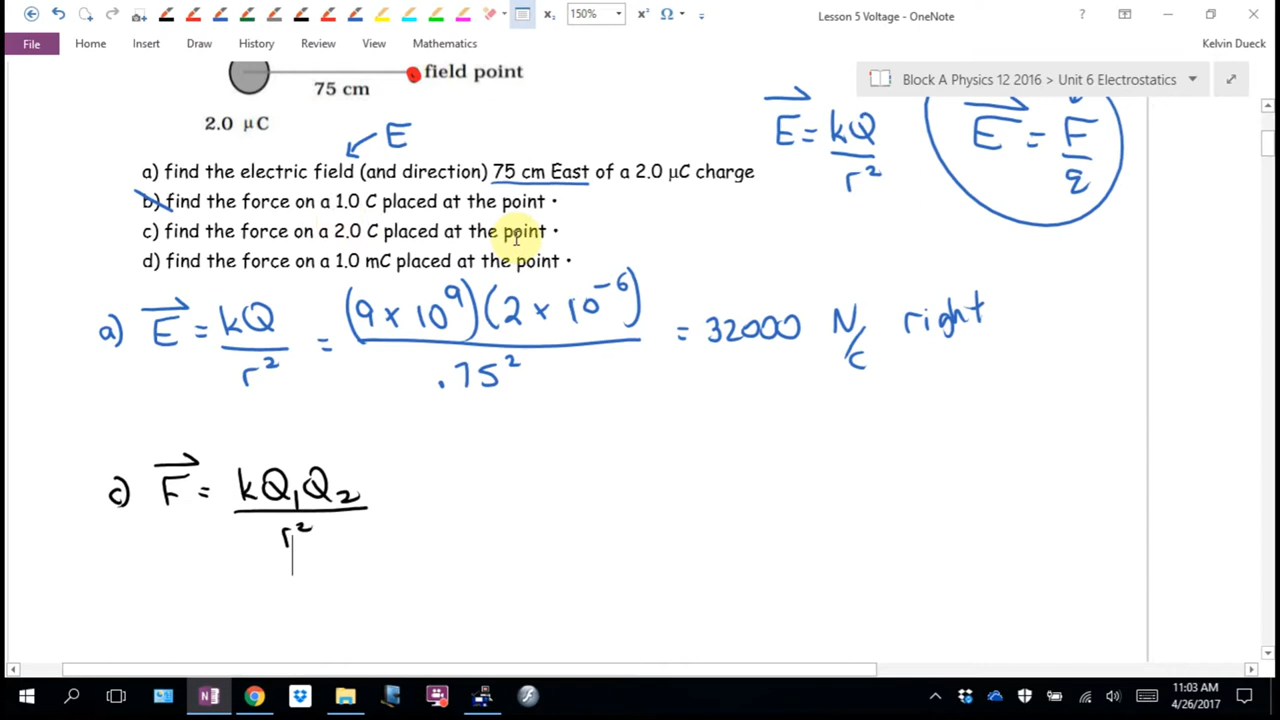 150%
Lesson 5 Voltage - OneNote
File Home Insert Draw History Review View Mathematics
Kelvin Dueck
Block A Physics 12 2016 > Unit 6 Electrostatics
field point
75 cm
2.0 μC
E
E = kQ / r²
E = F / q
a) find the electric field (and direction) 75 cm East of a 2.0 μC charge
b) find the force on a 1.0 C placed at the point •
c) find the force on a 2.0 C placed at the point •
d) find the force on a 1.0 mC placed at the point •
a) E = kQ / r² = (9 x 10⁹)(2 x 10⁻⁶) / .75² = 32000 N/C right
c) F = kQ₁Q₂ / r²
11:03 AM
4/26/2017